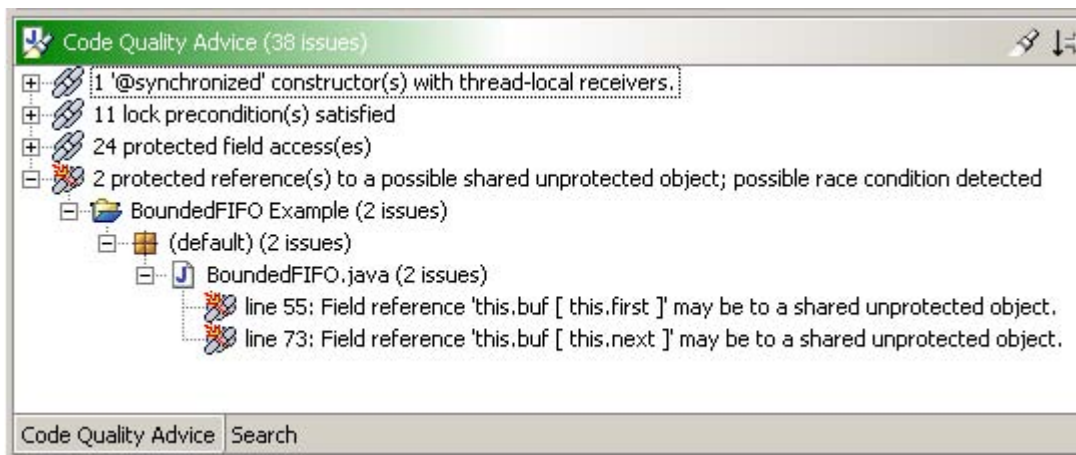 Code Quality Advice (38 issues)
1 '@synchronized' constructor(s) with thread-local receivers.
11 lock precondition(s) satisfied
24 protected field access(es)
2 protected reference(s) to a possible shared unprotected object; possible race condition detected
BoundedFIFO Example (2 issues)
(default) (2 issues)
BoundedFIFO.java (2 issues)
line 55: Field reference 'this.buf [ this.first ]' may be to a shared unprotected object.
line 73: Field reference 'this.buf [ this.next ]' may be to a shared unprotected object.
Code Quality Advice Search